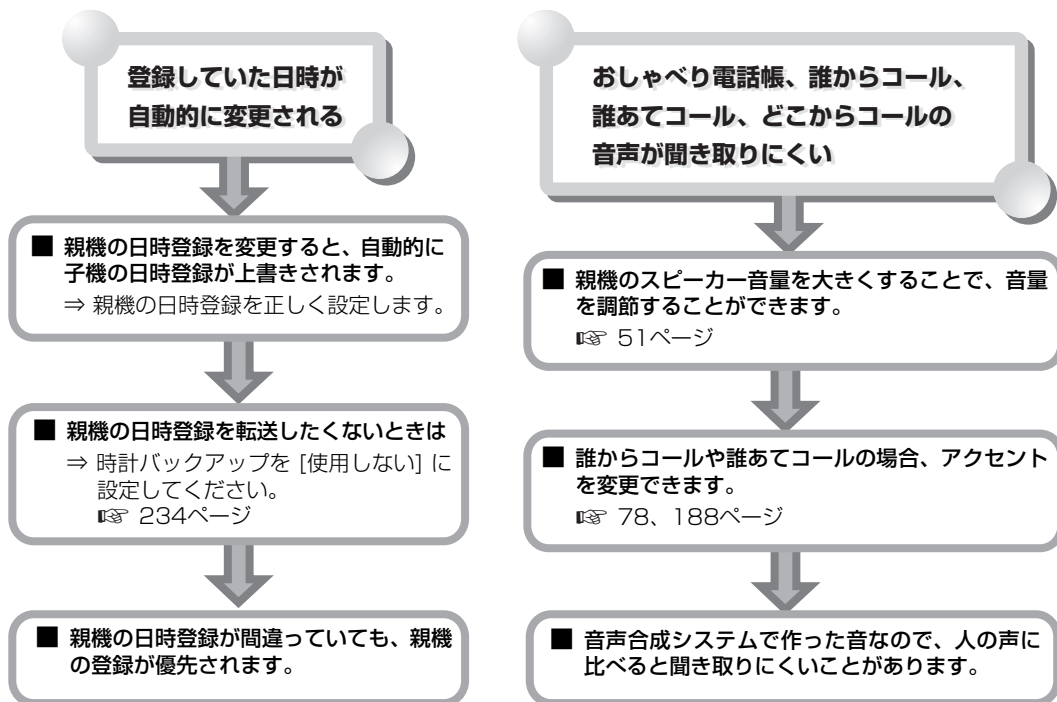 登録していた日時が
自動的に変更される
■ 親機の日時登録を変更すると、自動的に
子機の日時登録が上書きされます。
⇒ 親機の日時登録を正しく設定します。
■ 親機の日時登録を転送したくないときは
⇒ 時計バックアップを [使用しない] に
設定してください。
☞ 234ページ
■ 親機の日時登録が間違っていても、親機
の登録が優先されます。
おしゃべり電話帳、誰からコール、
誰あてコール、どこからコールの
音声が聞き取りにくい
■ 親機のスピーカー音量を大きくすることで、音量
を調節することができます。
☞ 51ページ
■ 誰からコールや誰あてコールの場合、アクセント
を変更できます。
☞ 78、188ページ
■ 音声合成システムで作った音なので、人の声に
比べると聞き取りにくいことがあります。